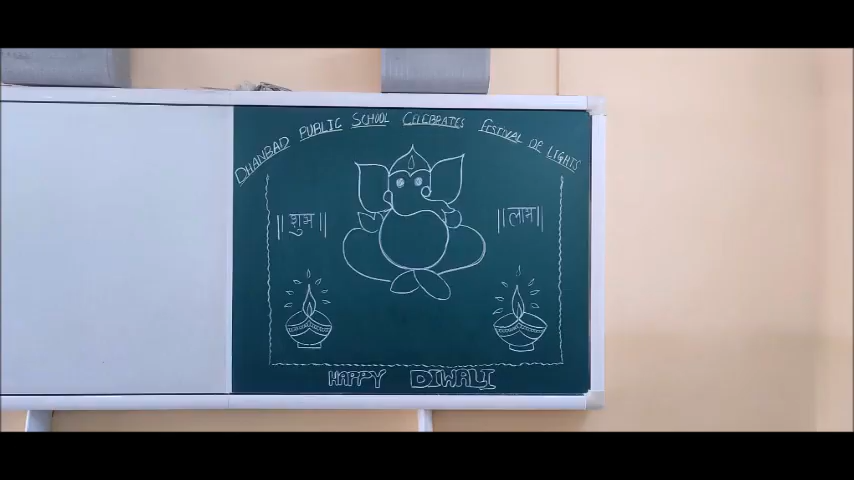 DHANBAD PUBLIC SCHOOL CELEBRATES FESTIVAL OF LIGHTS
|| शुभ || || लाभ ||
HAPPY DIWALI